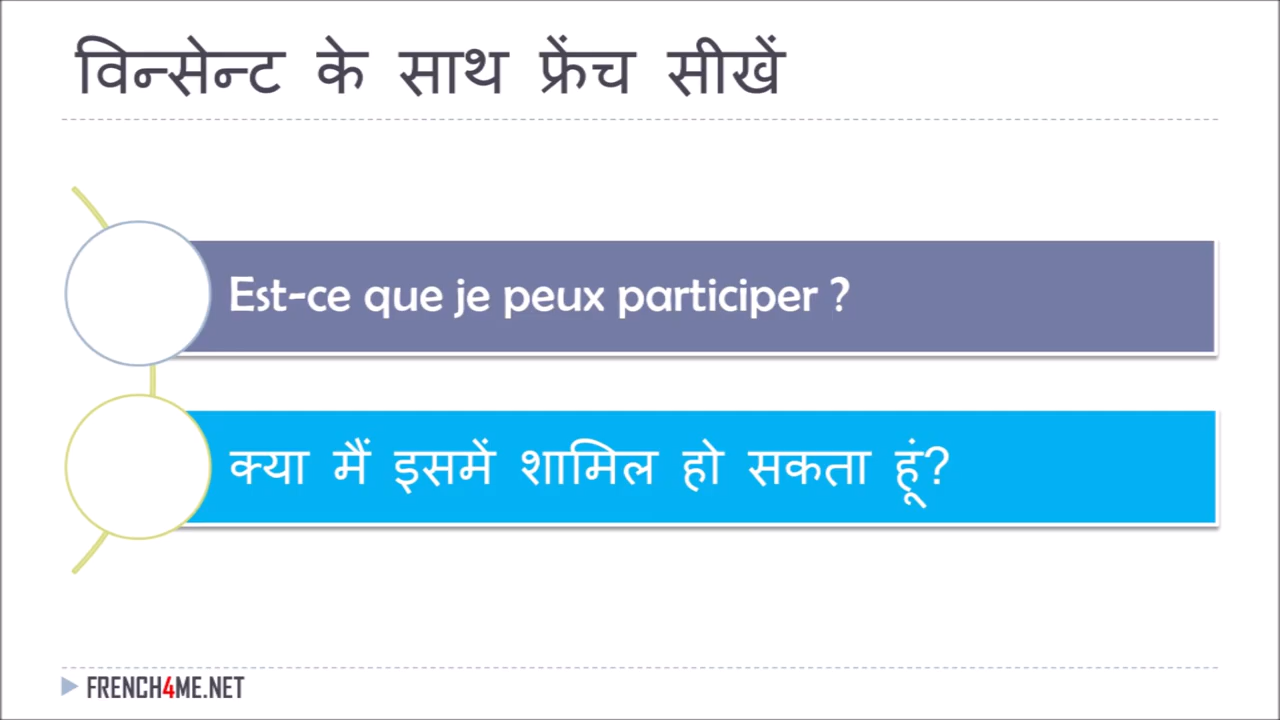 विन्सेन्ट के साथ फ्रेंच सीखें
Est-ce que je peux participer ?
क्या मैं इसमें शामिल हो सकता हूं?
FRENCH4ME.NET